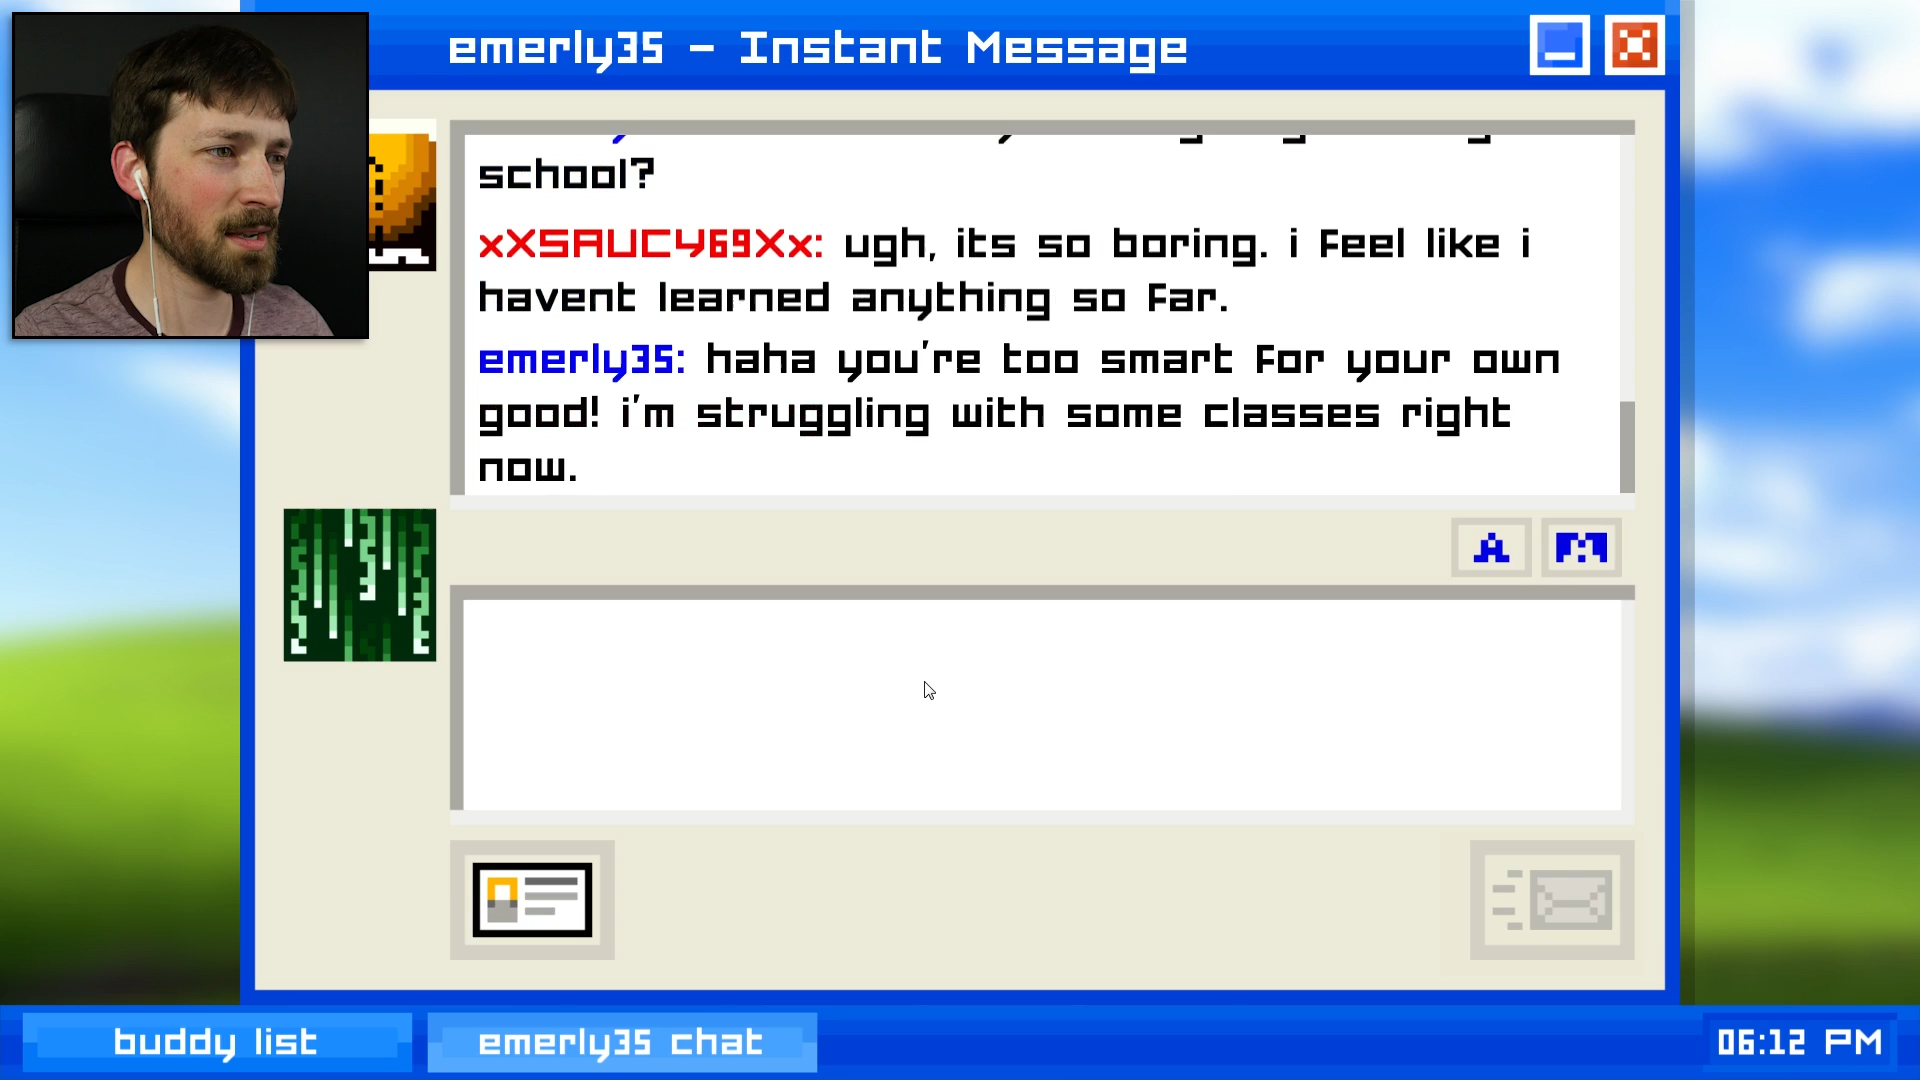 emerly35 - Instant Message
school?
xXSAUCY69Xx: ugh, its so boring. i feel like i
havent learned anything so far.
emerly35: haha you're too smart for your own
good! i'm struggling with some classes right
now.
A
buddy list
emerly35 chat
06:12 PM